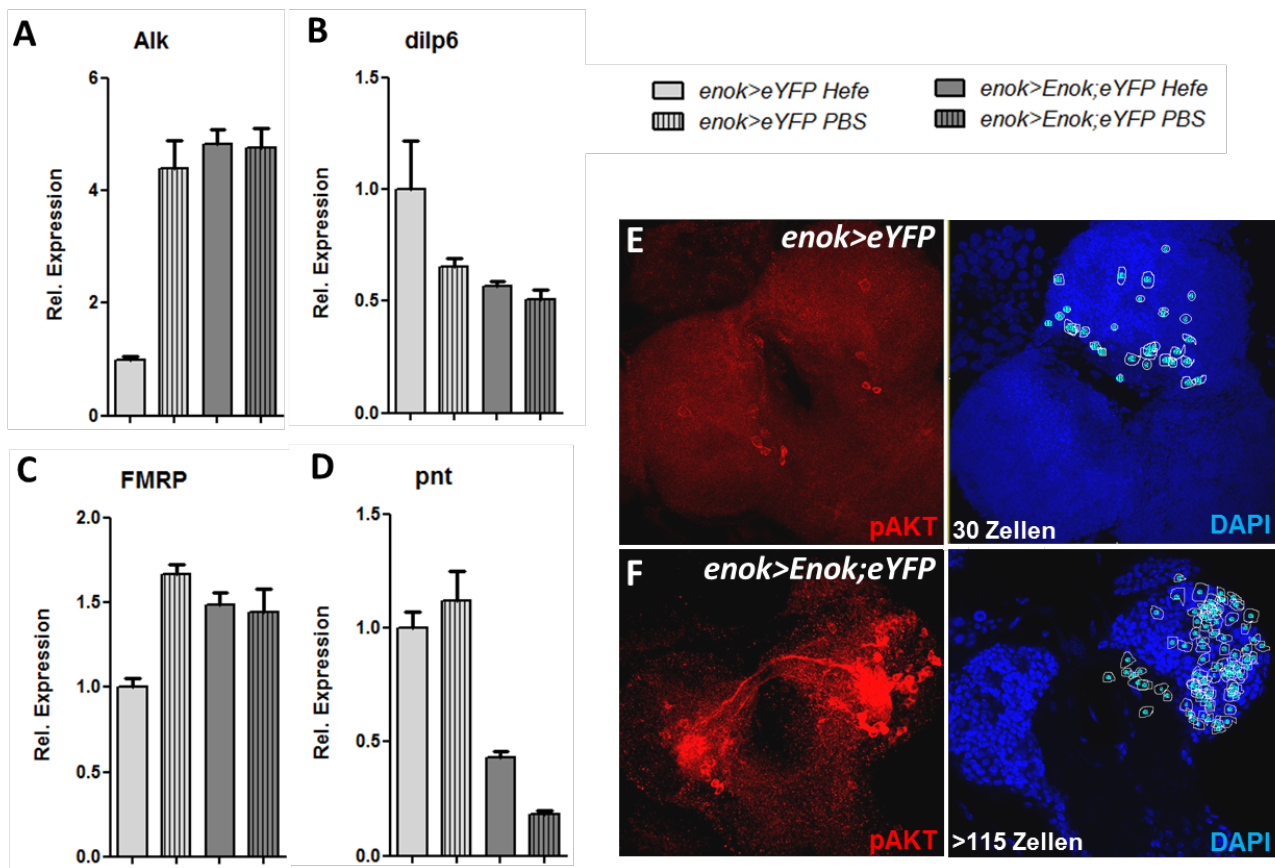 A
Alk
Rel. Expression
6
4
2
0
B
dilp6
Rel. Expression
1.5
1.0
0.5
0.0
enok>eYFP Hefe
enok>Enok;eYFP Hefe
enok>eYFP PBS
enok>Enok;eYFP PBS
C
FMRP
Rel. Expression
2.0
1.5
1.0
0.5
0.0
D
pnt
Rel. Expression
1.5
1.0
0.5
0.0
E
enok>eYFP
pAKT
30 Zellen
DAPI
F
enok>Enok;eYFP
pAKT
>115 Zellen
DAPI